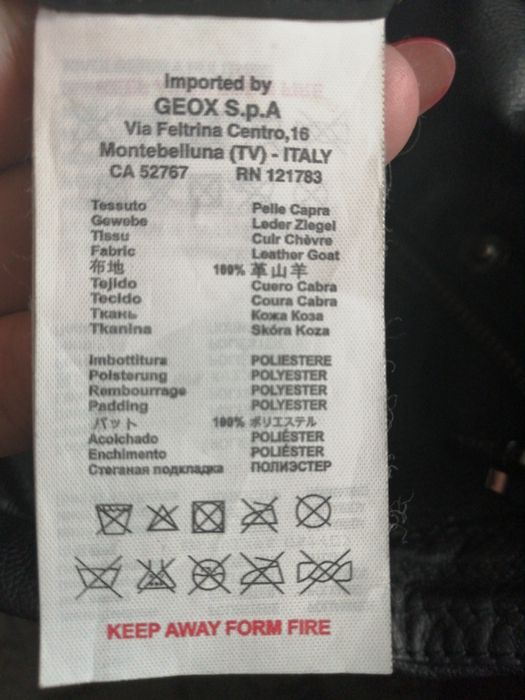 Imported by
GEOX S.p.A
Via Feltrina Centro,16
Montebelluna (TV) - ITALY
CA 52767 RN 121783
Tessuto Pelle Capra
Gewebe Leder Ziegel
Tissu Cuir Chèvre
Fabric Leather Goat
布地 100% 革山羊
Tejido Cuero Cabra
Tecido Coura Cabra
Ткань Кожа Коза
Tkanina Skóra Koza
Imbottitura POLIESTERE
Polsterung POLYESTER
Rembourrage POLYESTER
Padding POLYESTER
パット 100% ポリエステル
Acolchado POLIÉSTER
Enchimento POLIÉSTER
Стеганая подкладка ПОЛИЭСТЕР
KEEP AWAY FORM FIRE